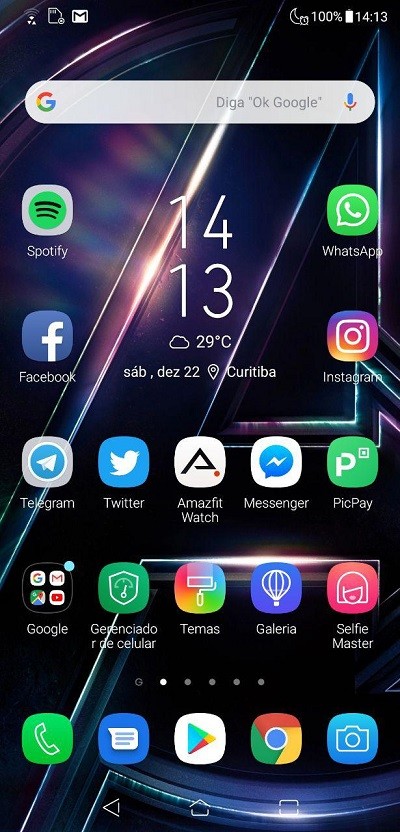 100% 14:13
Diga "Ok Google"
14
13
29°C
sáb , dez 22 Curitiba
Spotify
WhatsApp
Facebook
Instagram
Telegram
Twitter
Amazfit
Watch
Messenger
PicPay
Google
Gerenciado
r de celular
Temas
Galeria
Selfie
Master
G